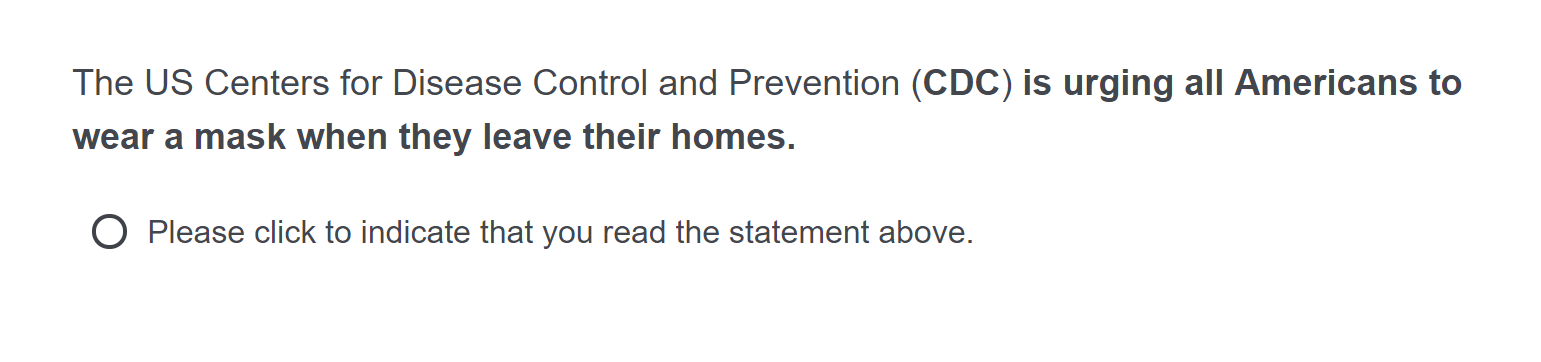 The US Centers for Disease Control and Prevention (CDC) is urging all Americans to
wear a mask when they leave their homes.
Please click to indicate that you read the statement above.